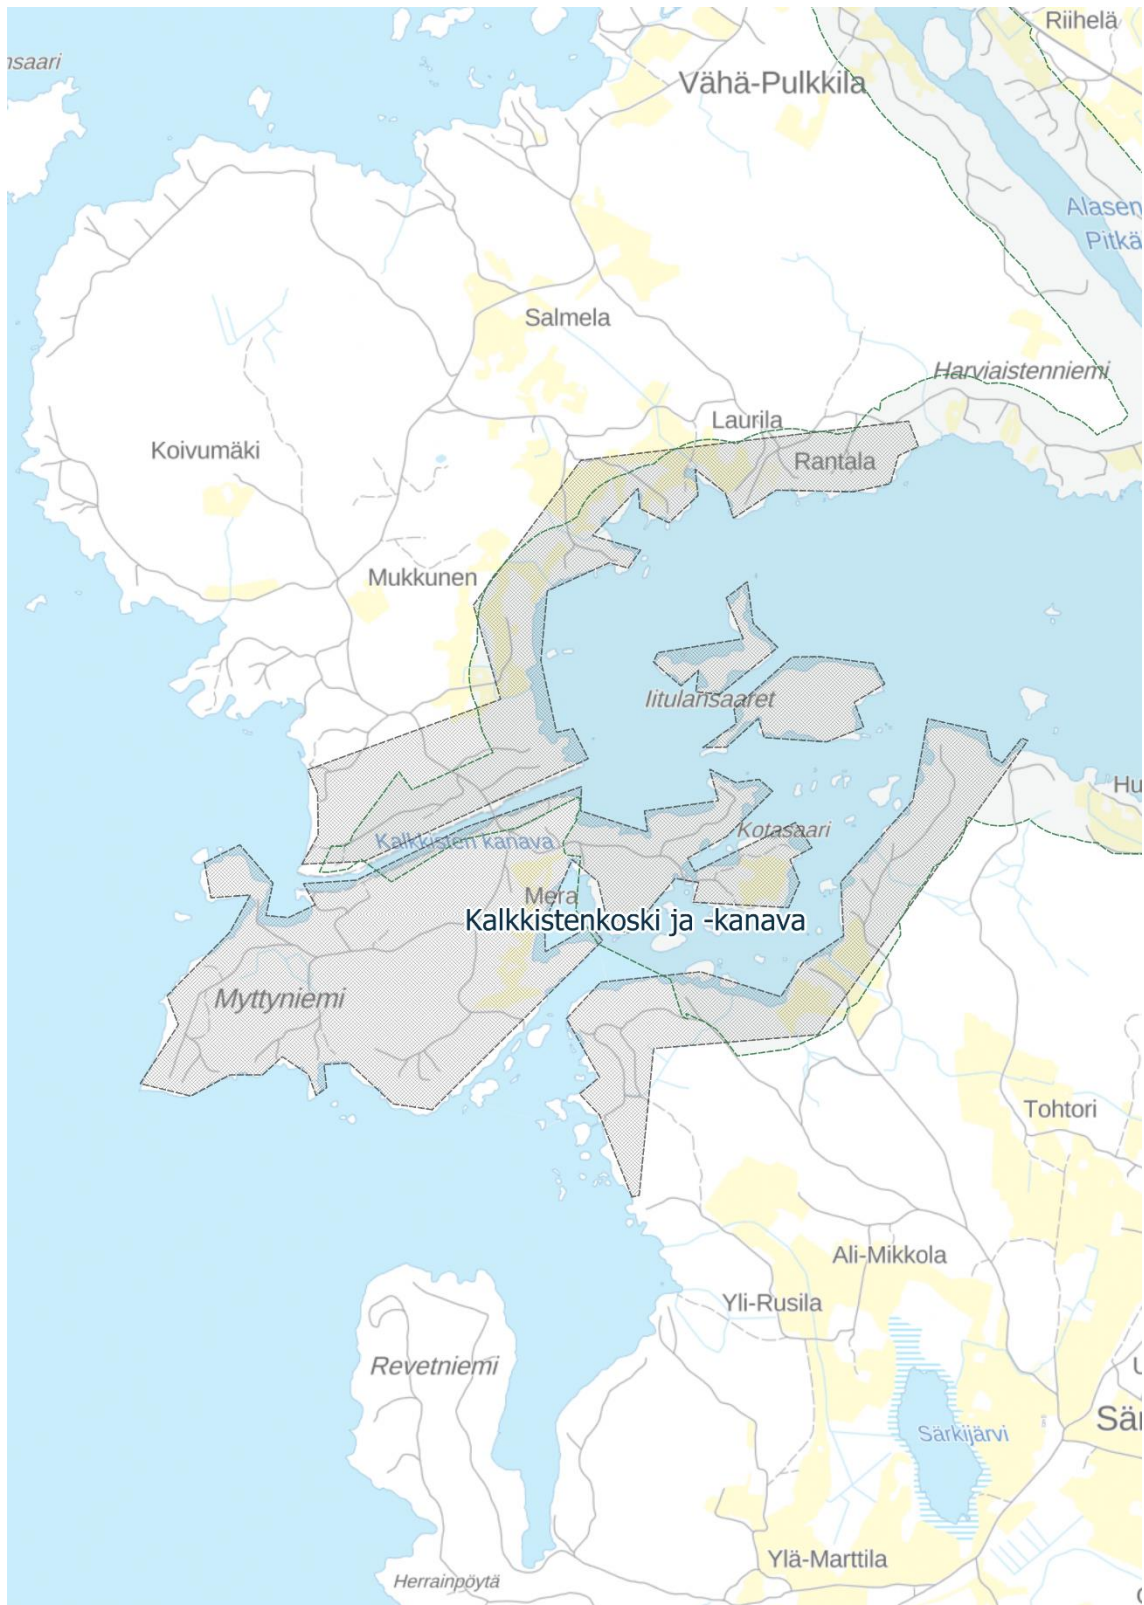 Riihelä
nsaari
Vähä-Pulkkila
Alasen
Pitkä
Salmela
Harviaistenniemi
Laurila
Koivumäki
Rantala
Mukkunen
Iitulansaaret
Hu
Kotasaari
Kalkkisten kanava
Mera
Kalkkistenkoski ja -kanava
Myttyniemi
Tohtori
Ali-Mikkola
Yli-Rusila
Revetniemi
Sär
Särkijärvi
Ylä-Marttila
Herrainpöytä